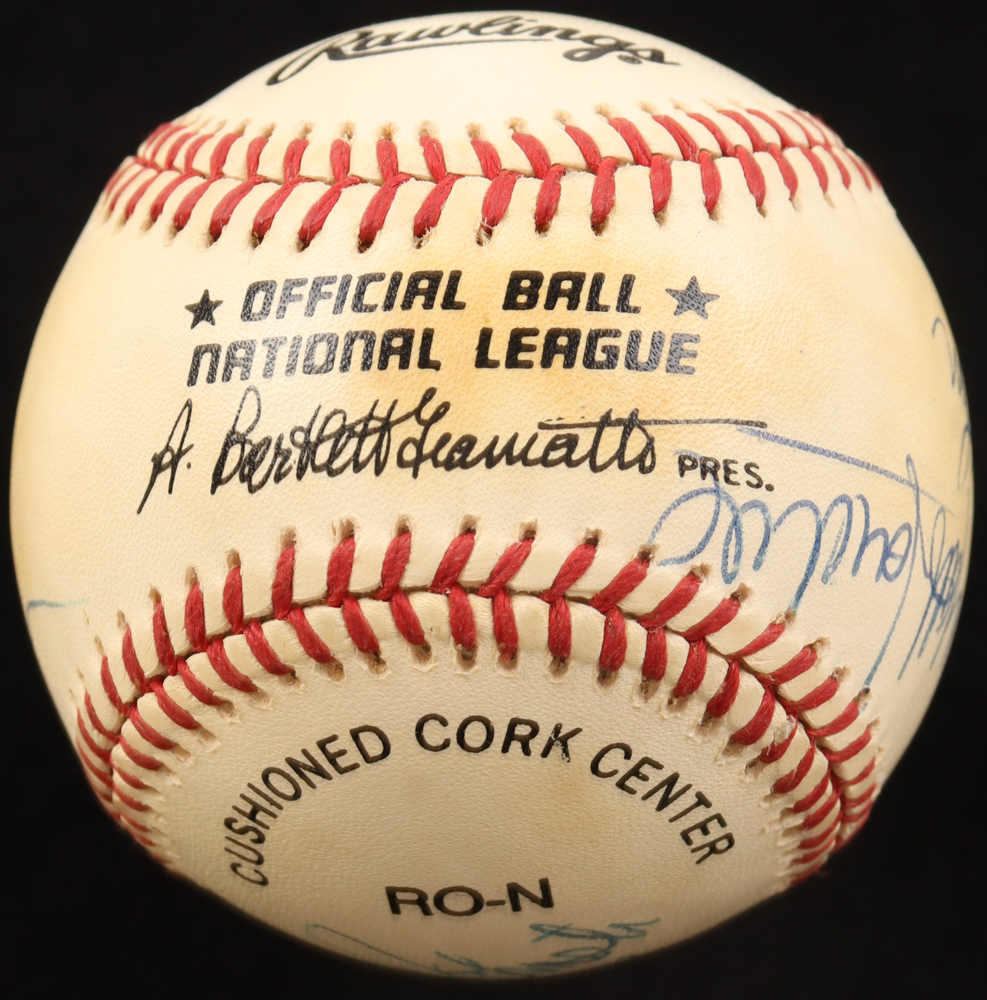 Rawlings®
★ OFFICIAL BALL ★
NATIONAL LEAGUE
A. Bartlett Giamatti PRES.
CUSHIONED CORK CENTER
RO-N